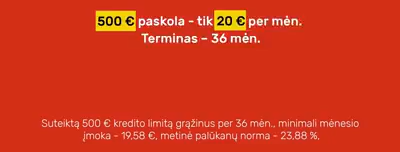 500 € paskola - tik 20 € per mėn.
Terminas – 36 mėn.
Suteiktą 500 € kredito limitą grąžinus per 36 mėn., minimali mėnesio
įmoka - 19,58 €, metinė palūkanų norma - 23,88 %,